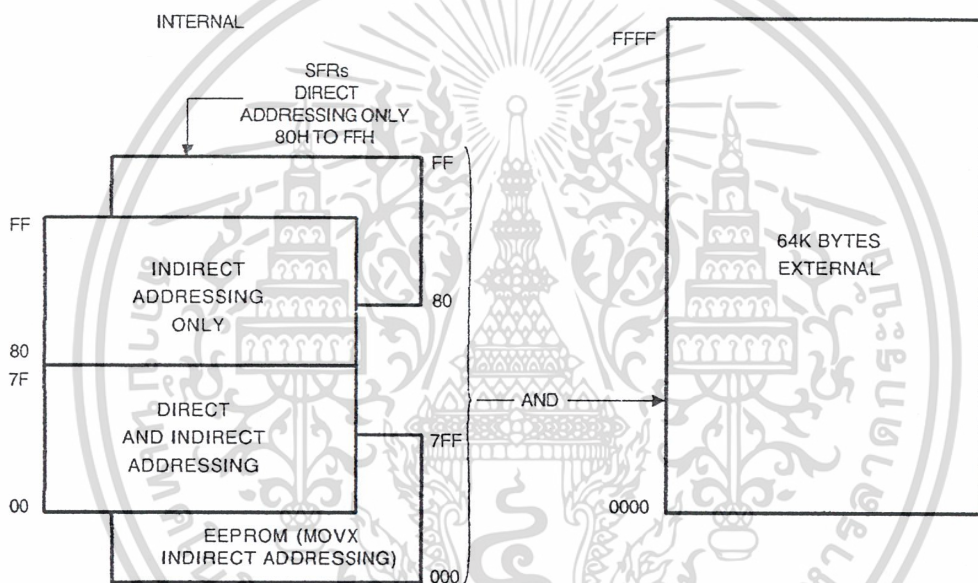 INTERNAL
FFFF
SFRs
DIRECT
ADDRESSING ONLY
80H TO FFH
FF
FF
INDIRECT
ADDRESSING
ONLY
80
80
7F
DIRECT
AND INDIRECT
ADDRESSING
7FF
00
EEPROM (MOVX
INDIRECT ADDRESSING)
000
AND
64K BYTES
EXTERNAL
0000